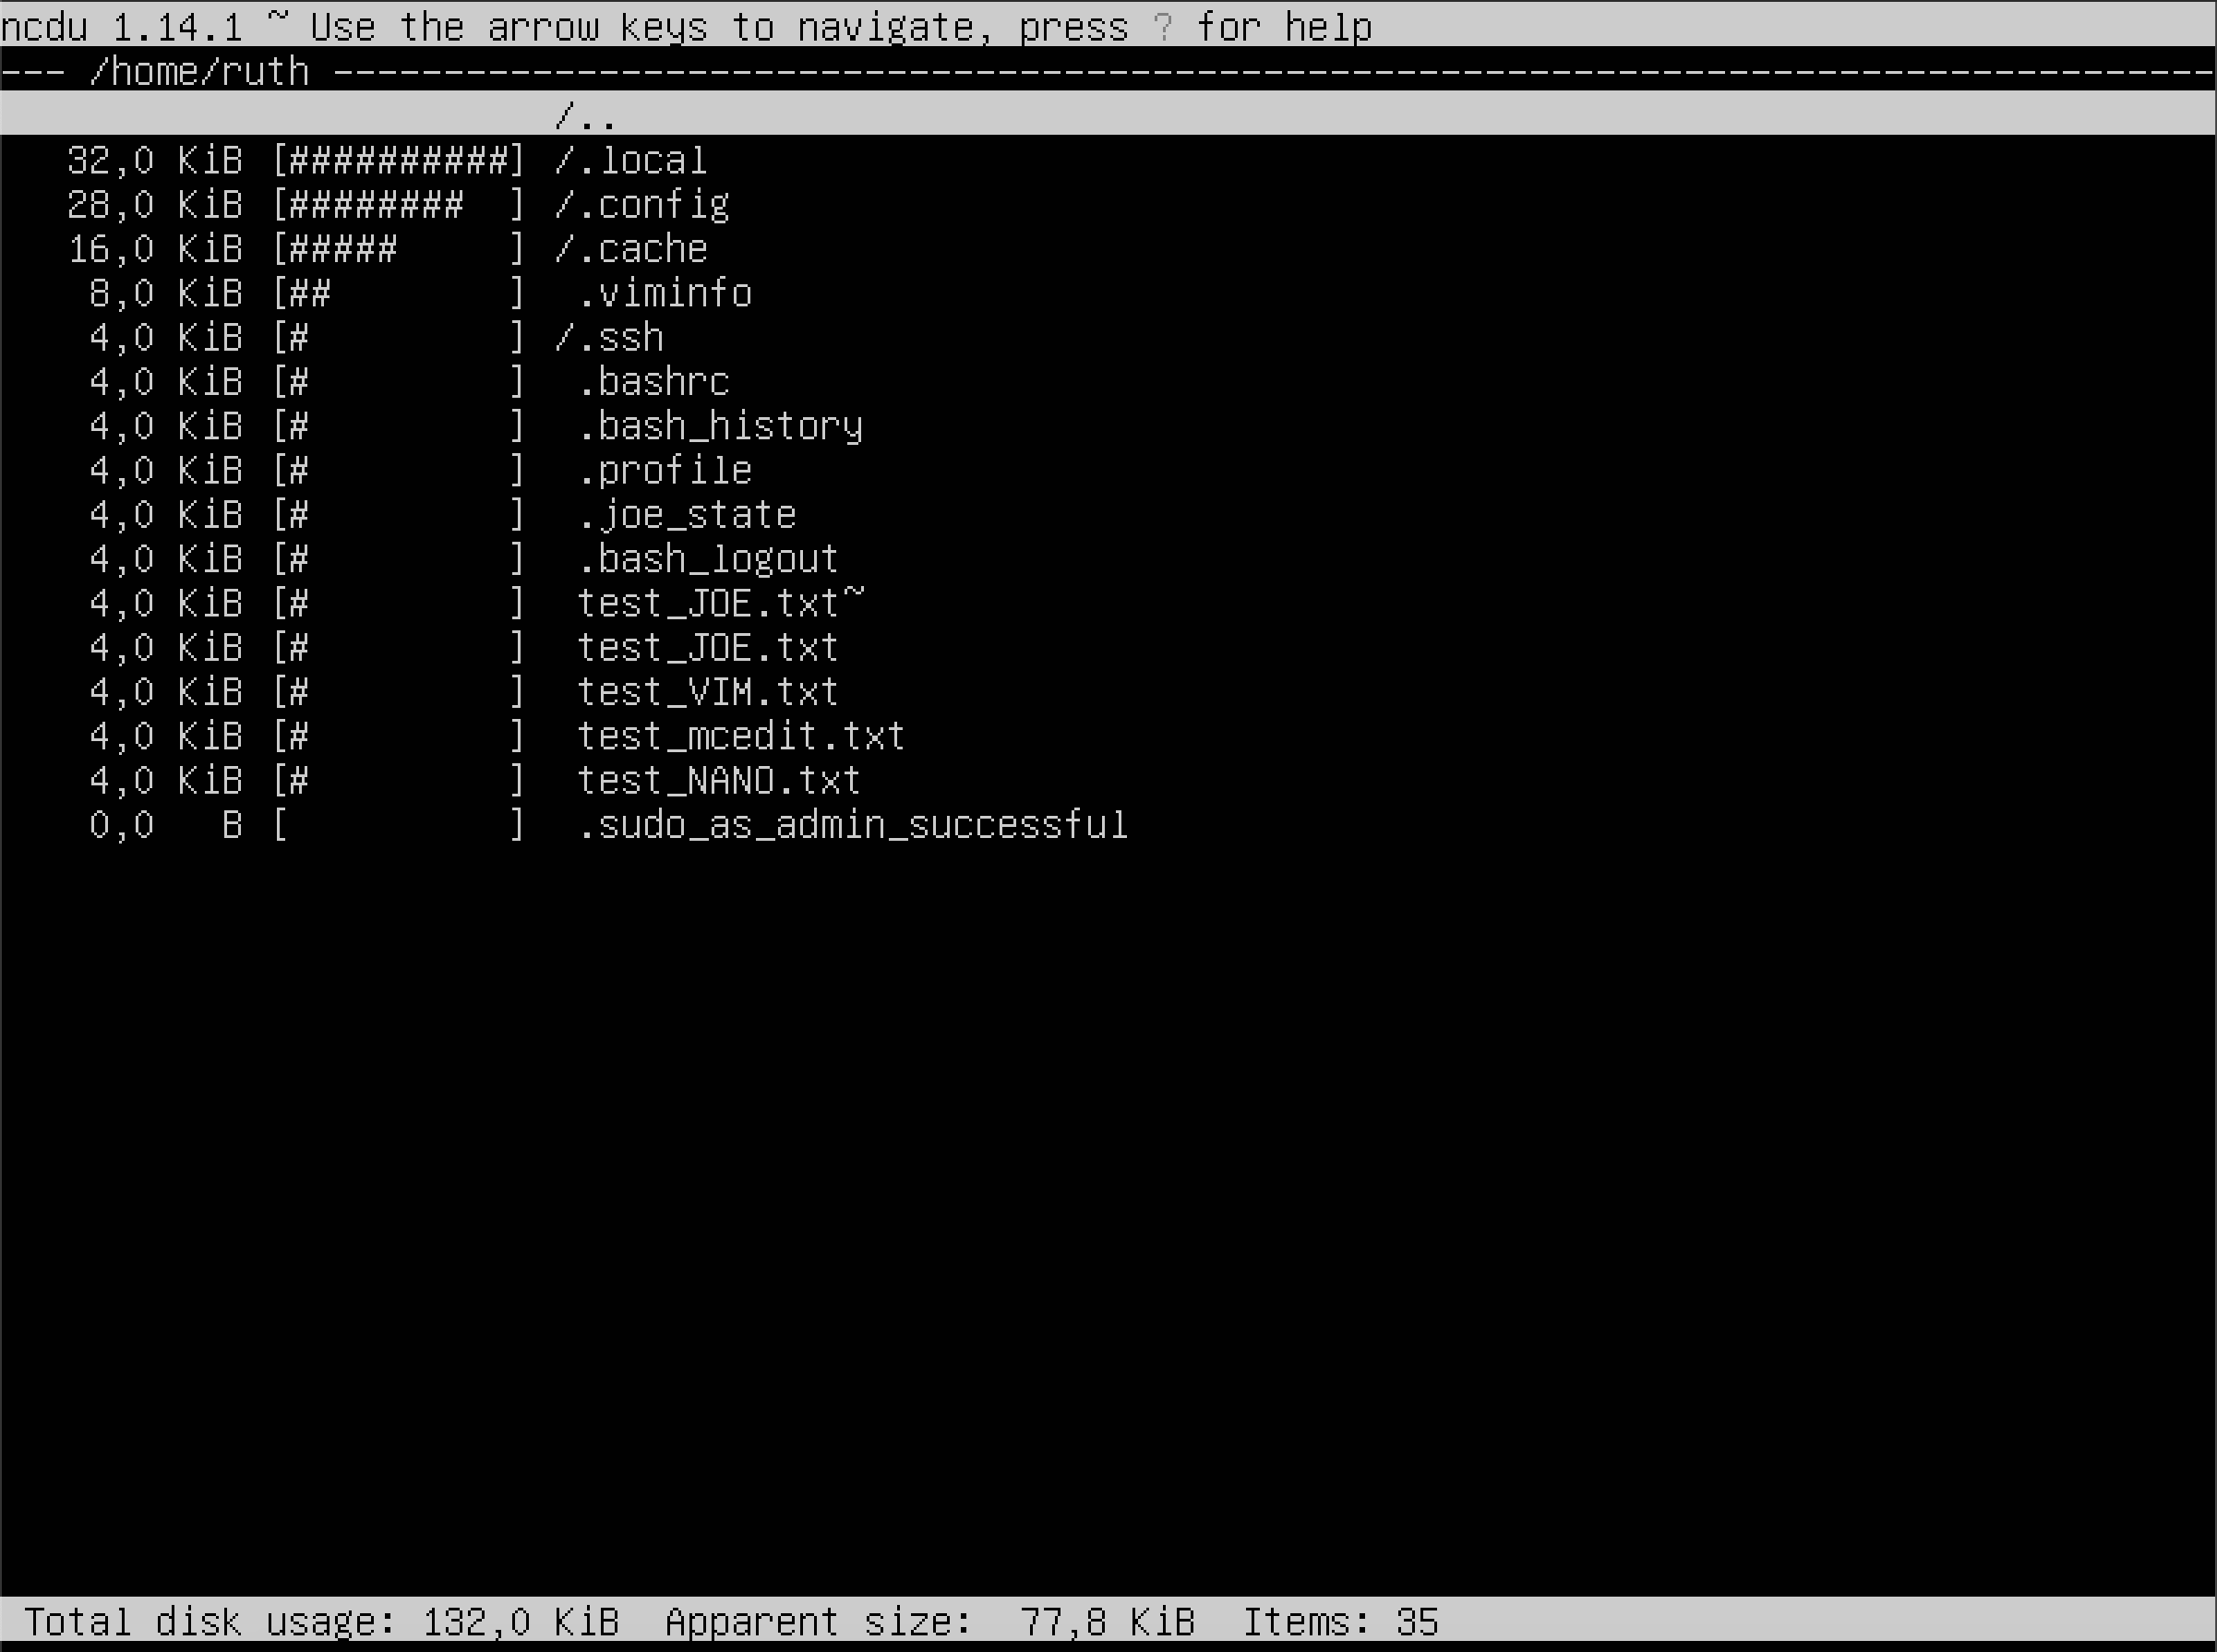 ncdu 1.14.1 ~ Use the arrow keys to navigate, press ? for help
--- /home/ruth -------------------------------------------------------------------------------------
                         /..
   32,0 KiB [##########] /.local
   28,0 KiB [########  ] /.config
   16,0 KiB [#####     ] /.cache
    8,0 KiB [##        ]  .viminfo
    4,0 KiB [#         ] /.ssh
    4,0 KiB [#         ]  .bashrc
    4,0 KiB [#         ]  .bash_history
    4,0 KiB [#         ]  .profile
    4,0 KiB [#         ]  .joe_state
    4,0 KiB [#         ]  .bash_logout
    4,0 KiB [#         ]  test_JOE.txt~
    4,0 KiB [#         ]  test_JOE.txt
    4,0 KiB [#         ]  test_VIM.txt
    4,0 KiB [#         ]  test_mcedit.txt
    4,0 KiB [#         ]  test_NANO.txt
    0,0   B [          ]  .sudo_as_admin_successful
 Total disk usage: 132,0 KiB  Apparent size:  77,8 KiB  Items: 35